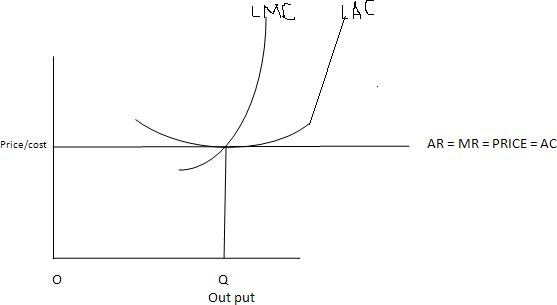 LMC LAC
Price/cost AR = MR = PRICE = AC
O Q
Out put